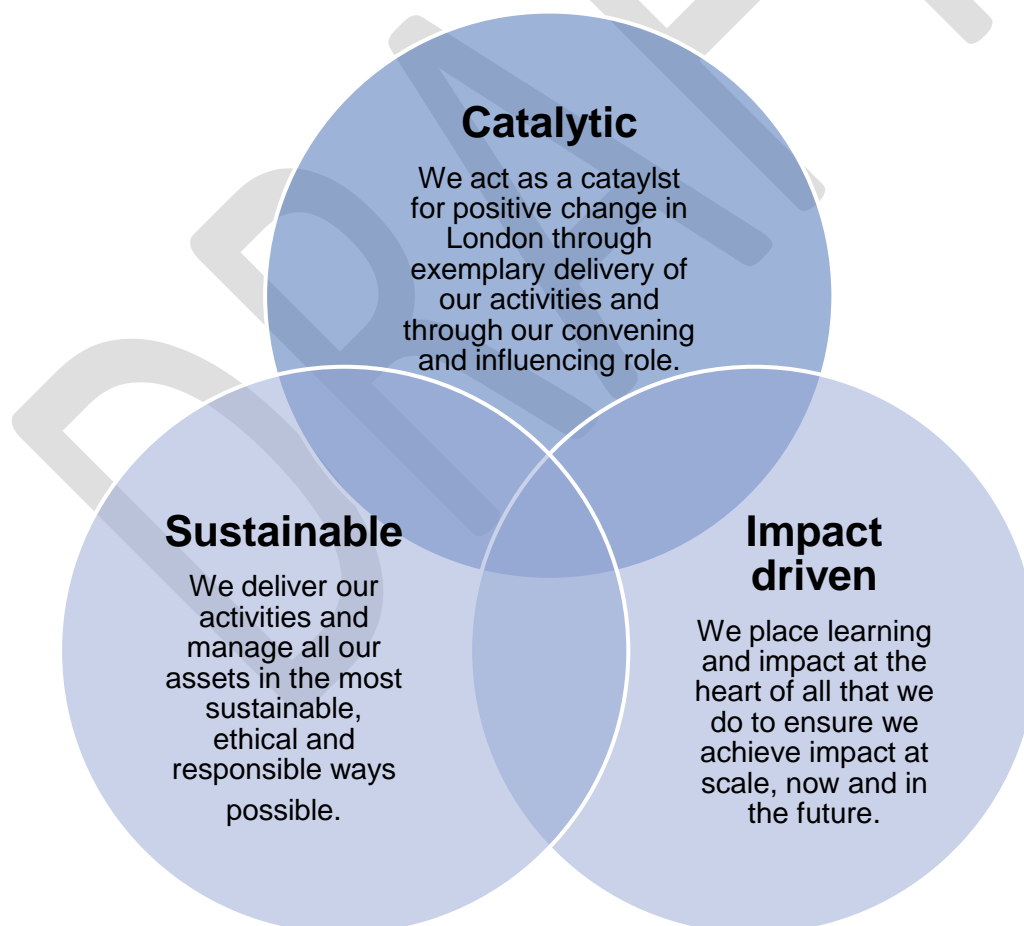 Catalytic
We act as a cataylst
for positive change in
London through
exemplary delivery of
our activities and
through our convening
and influencing role.
Sustainable
We deliver our
activities and
manage all our
assets in the most
sustainable,
ethical and
responsible ways
possible.
Impact
driven
We place learning
and impact at the
heart of all that we
do to ensure we
achieve impact at
scale, now and in
the future.
DRAFT